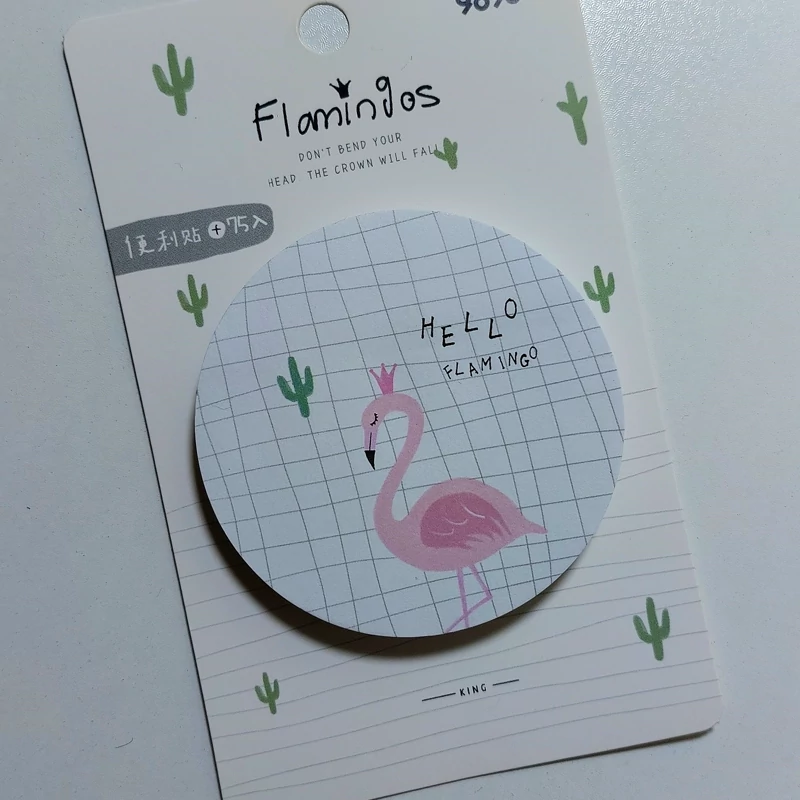 Flamingos
DON'T BEND YOUR
HEAD THE CROWN WILL FALL
便利贴+75入
HELLO
FLAMINGO
KING